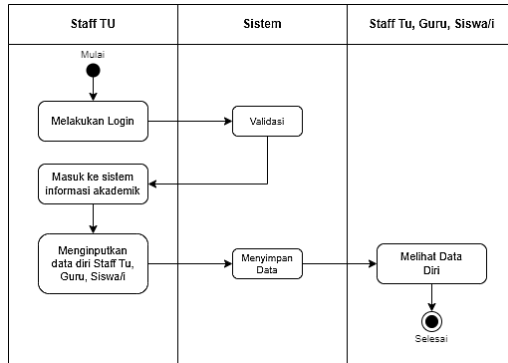 Staff TU
Sistem
Staff Tu, Guru, Siswa/i
Mulai
Melakukan Login
Validasi
Masuk ke sistem
informasi akademik
Menginputkan
data diri Staff Tu,
Guru, Siswa/i
Menyimpan
Data
Melihat Data
Diri
Selesai